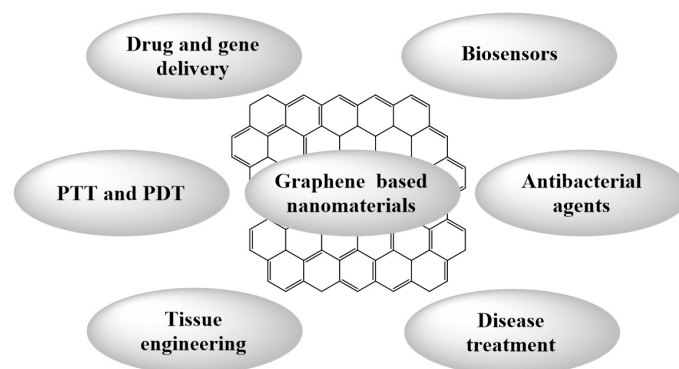 Drug and gene
delivery
Biosensors
PTT and PDT
Graphene based
nanomaterials
Antibacterial
agents
Tissue
engineering
Disease
treatment